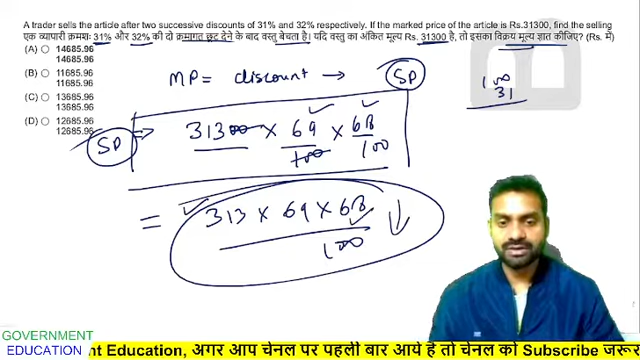 A trader sells the article after two successive discounts of 31% and 32% respectively. If the marked price of the article is Rs.31300, find the selling
एक व्यापारी क्रमशः 31% और 32% की दो क्रमागत छूट देने के बाद वस्तु बेचता है। यदि वस्तु का अंकित मूल्य Rs. 31300 है, तो इसका विक्रय मूल्य ज्ञात कीजिए? (Rs. में)
(A) 14685.96
14685.96
(B) 11685.96
11685.96
(C) 13685.96
13685.96
(D) 12685.96
12685.96
MP = discount → SP
100
31
SP ⇒ 31300 × 69 × 68
100 100
= 313 × 69 × 68
100
GOVERNMENT
EDUCATION
nt Education, अगर आप चेनल पर पहली बार आये है तो चेनल को Subscribe जरूर